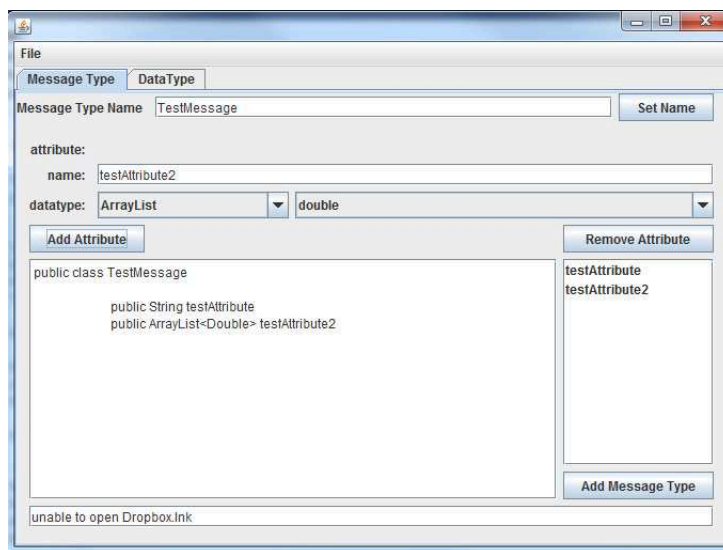 File
Message Type DataType
Message Type Name TestMessage Set Name
attribute:
name: testAttribute2
datatype: ArrayList double
Add Attribute Remove Attribute
public class TestMessage
public String testAttribute
public ArrayList<Double> testAttribute2
testAttribute
testAttribute2
Add Message Type
unable to open Dropbox.lnk